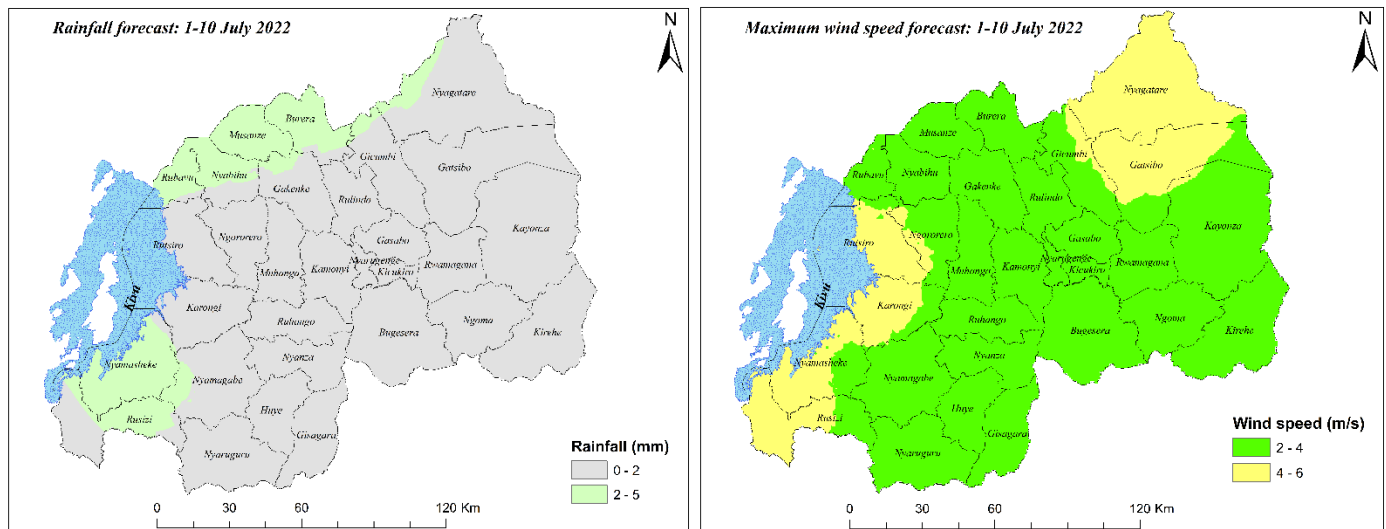 Rainfall forecast: 1-10 July 2022
N
Nyagatare
Burera
Musanze
Gicumbi
Gatsibo
Rubavu
Nyabihu
Gakenke
Rulindo
Kayonza
Rutsiro
Ngororero
Gasabo
Nyarugenge
Rwamagana
Muhanga
Kamonyi
Kicukiro
Kivu
Karongi
Ruhango
Bugesera
Ngoma
Kirehe
Nyanza
Nyamasheke
Nyamagabe
Huye
Rusizi
Gisagara
Nyaruguru
Rainfall (mm)
0 - 2
2 - 5
0 30 60 120 Km
Maximum wind speed forecast: 1-10 July 2022
N
Nyagatare
Burera
Musanze
Gicumbi
Gatsibo
Rubavu
Nyabihu
Gakenke
Rulindo
Kayonza
Rutsiro
Ngororero
Gasabo
Nyarugenge
Rwamagana
Muhanga
Kamonyi
Kicukiro
Kivu
Karongi
Ruhango
Bugesera
Ngoma
Kirehe
Nyanza
Nyamasheke
Nyamagabe
Huye
Rusizi
Gisagara
Nyaruguru
Wind speed (m/s)
2 - 4
4 - 6
0 30 60 120 Km